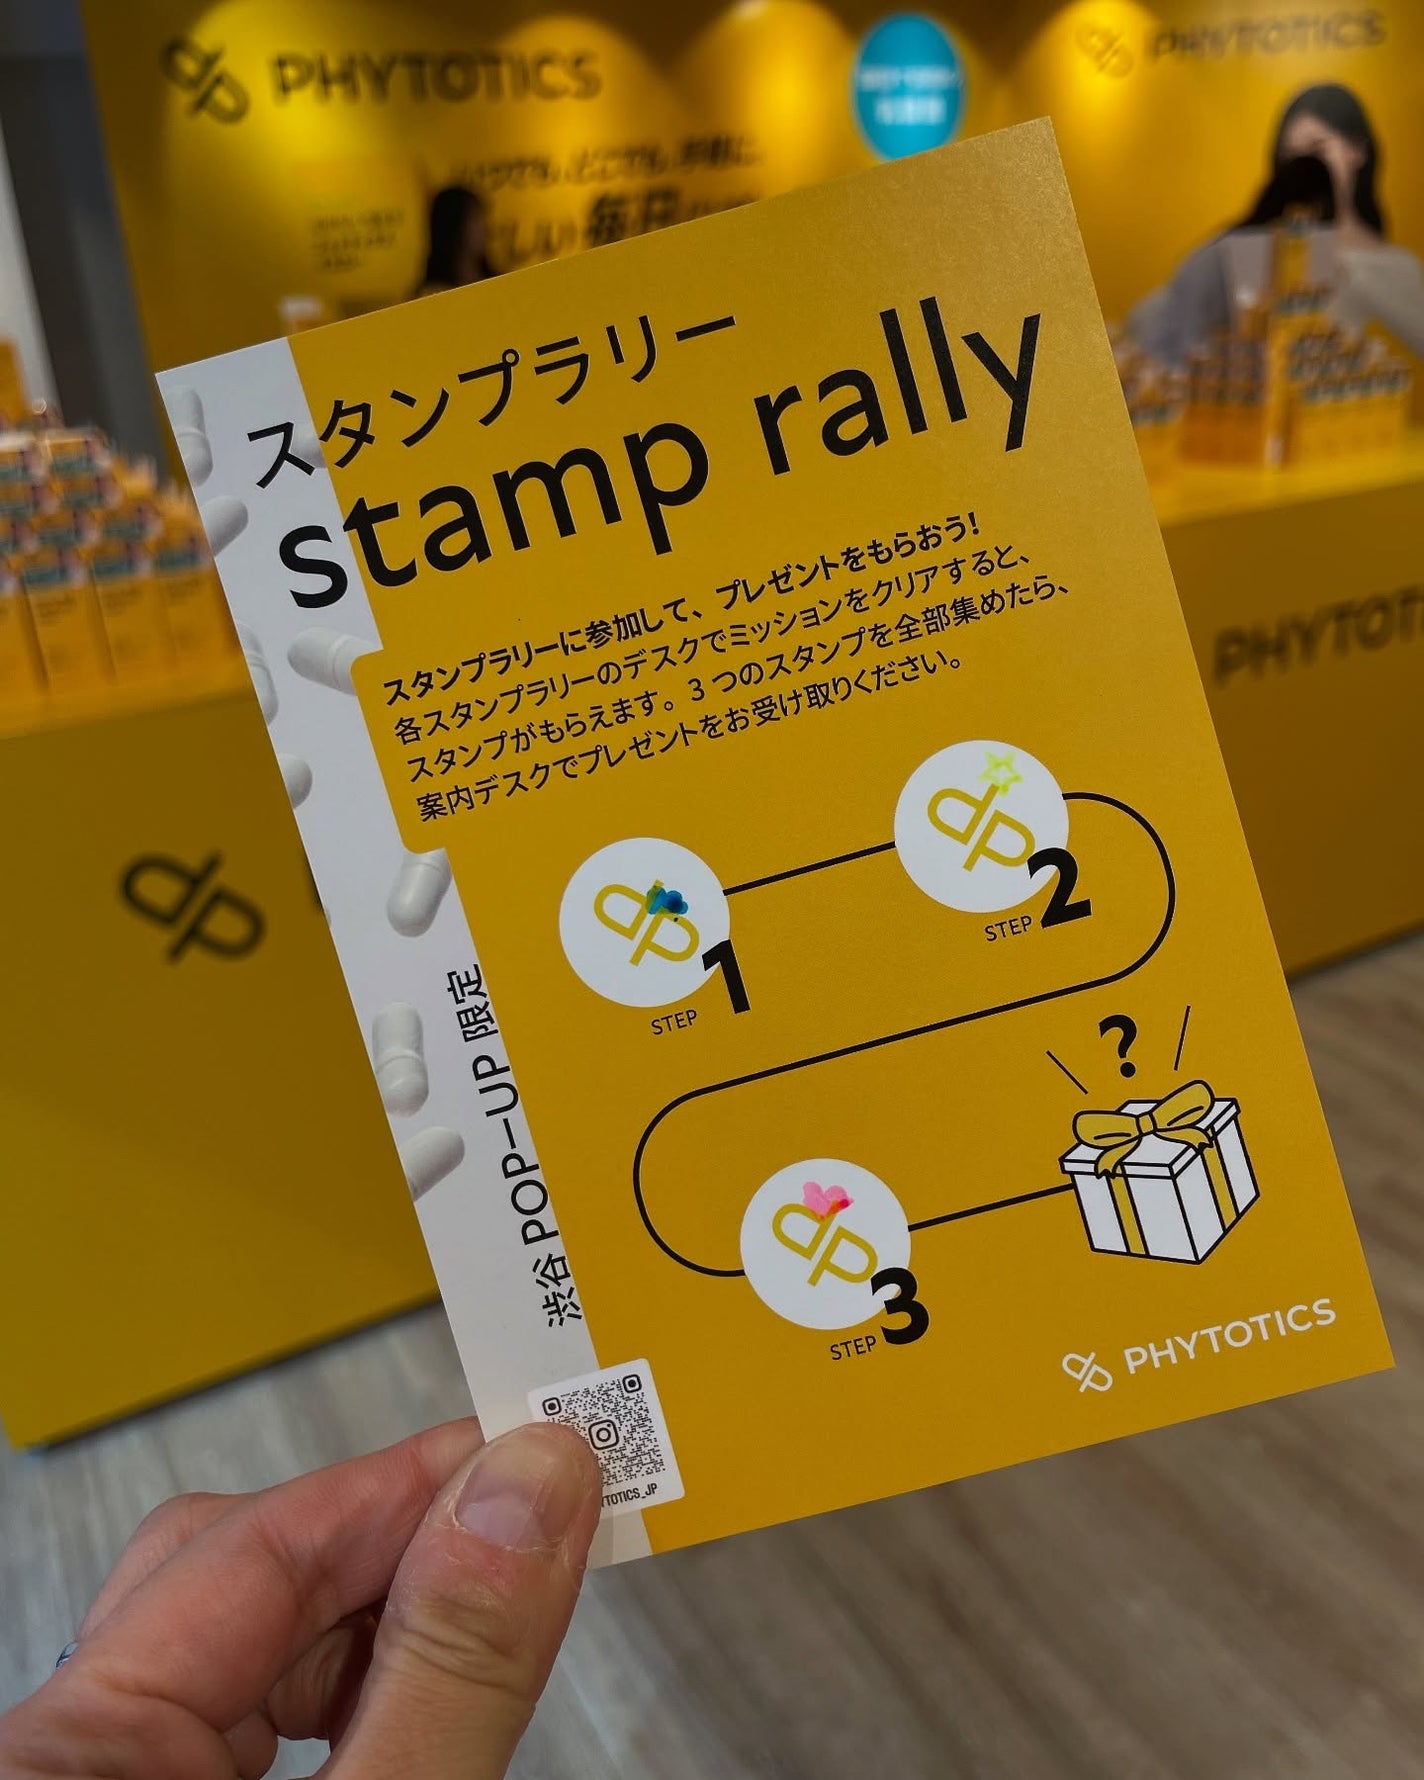 PHYTOTICS
PHYTOTICS
スタンプラリー
stamp rally
スタンプラリーに参加して、プレゼントをもらおう!
各スタンプラリーのデスクでミッションをクリアすると、
スタンプがもらえます。3つのスタンプを全部集めたら、
案内デスクでプレゼントをお受け取りください。
STEP 1
STEP 2
STEP 3
?
渋谷 POP-UP 限定
PHYTOTICS
TOTICS_JP
PHYTOT